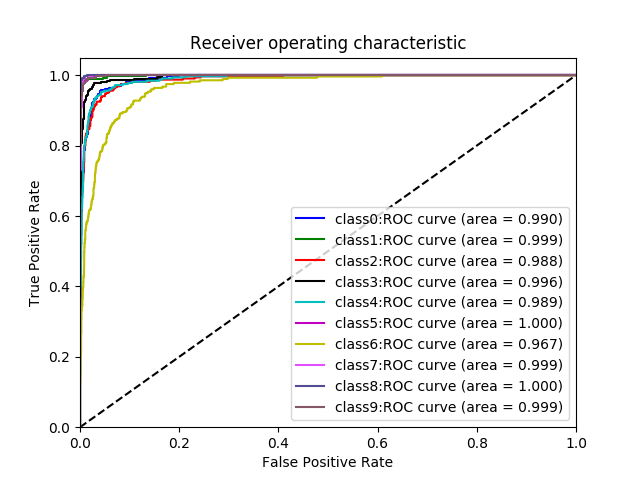 Receiver operating characteristic
True Positive Rate
1.0
0.8
0.6
0.4
0.2
0.0
class0:ROC curve (area = 0.990)
class1:ROC curve (area = 0.999)
class2:ROC curve (area = 0.988)
class3:ROC curve (area = 0.996)
class4:ROC curve (area = 0.989)
class5:ROC curve (area = 1.000)
class6:ROC curve (area = 0.967)
class7:ROC curve (area = 0.999)
class8:ROC curve (area = 1.000)
class9:ROC curve (area = 0.999)
0.0 0.2 0.4 0.6 0.8 1.0
False Positive Rate